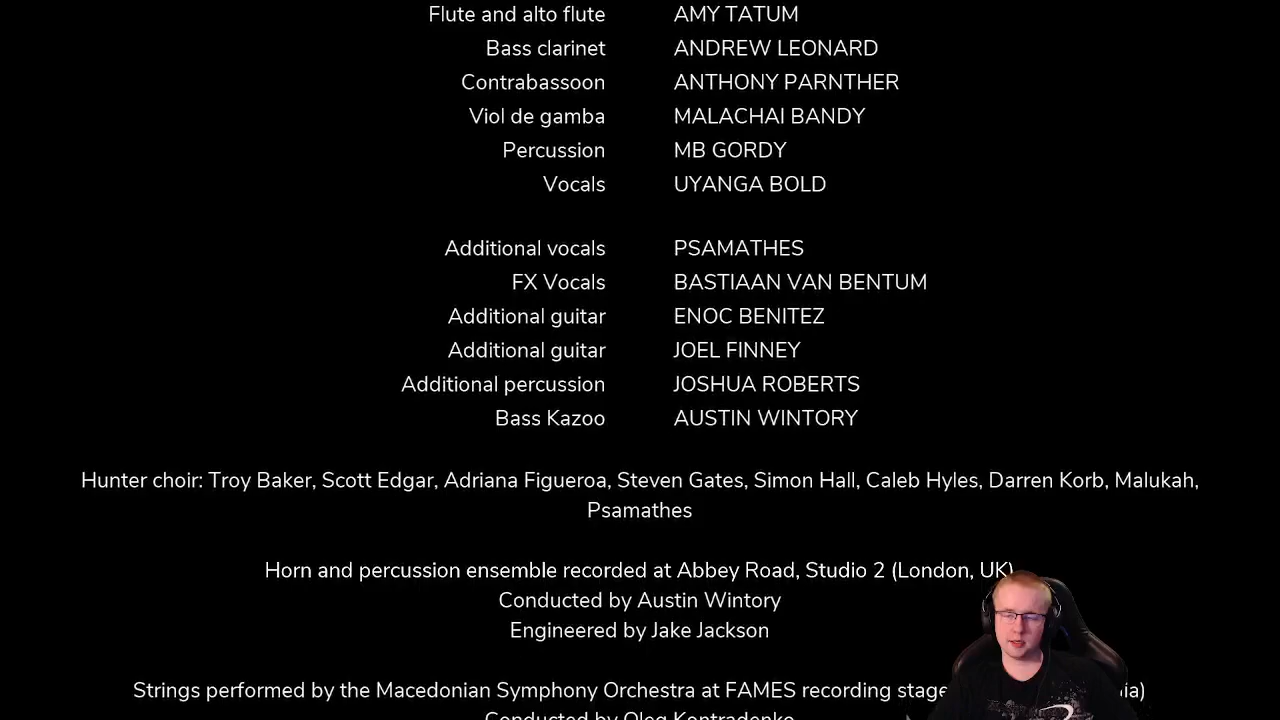 Flute and alto flute AMY TATUM
Bass clarinet ANDREW LEONARD
Contrabassoon ANTHONY PARNTHER
Viol de gamba MALACHAI BANDY
Percussion MB GORDY
Vocals UYANGA BOLD
Additional vocals PSAMATHES
FX Vocals BASTIAAN VAN BENTUM
Additional guitar ENOC BENITEZ
Additional guitar JOEL FINNEY
Additional percussion JOSHUA ROBERTS
Bass Kazoo AUSTIN WINTORY
Hunter choir: Troy Baker, Scott Edgar, Adriana Figueroa, Steven Gates, Simon Hall, Caleb Hyles, Darren Korb, Malukah,
Psamathes
Horn and percussion ensemble recorded at Abbey Road, Studio 2 (London, UK)
Conducted by Austin Wintory
Engineered by Jake Jackson
Strings performed by the Macedonian Symphony Orchestra at FAMES recording stage ia)
Conducted by Oleg Kontradenko